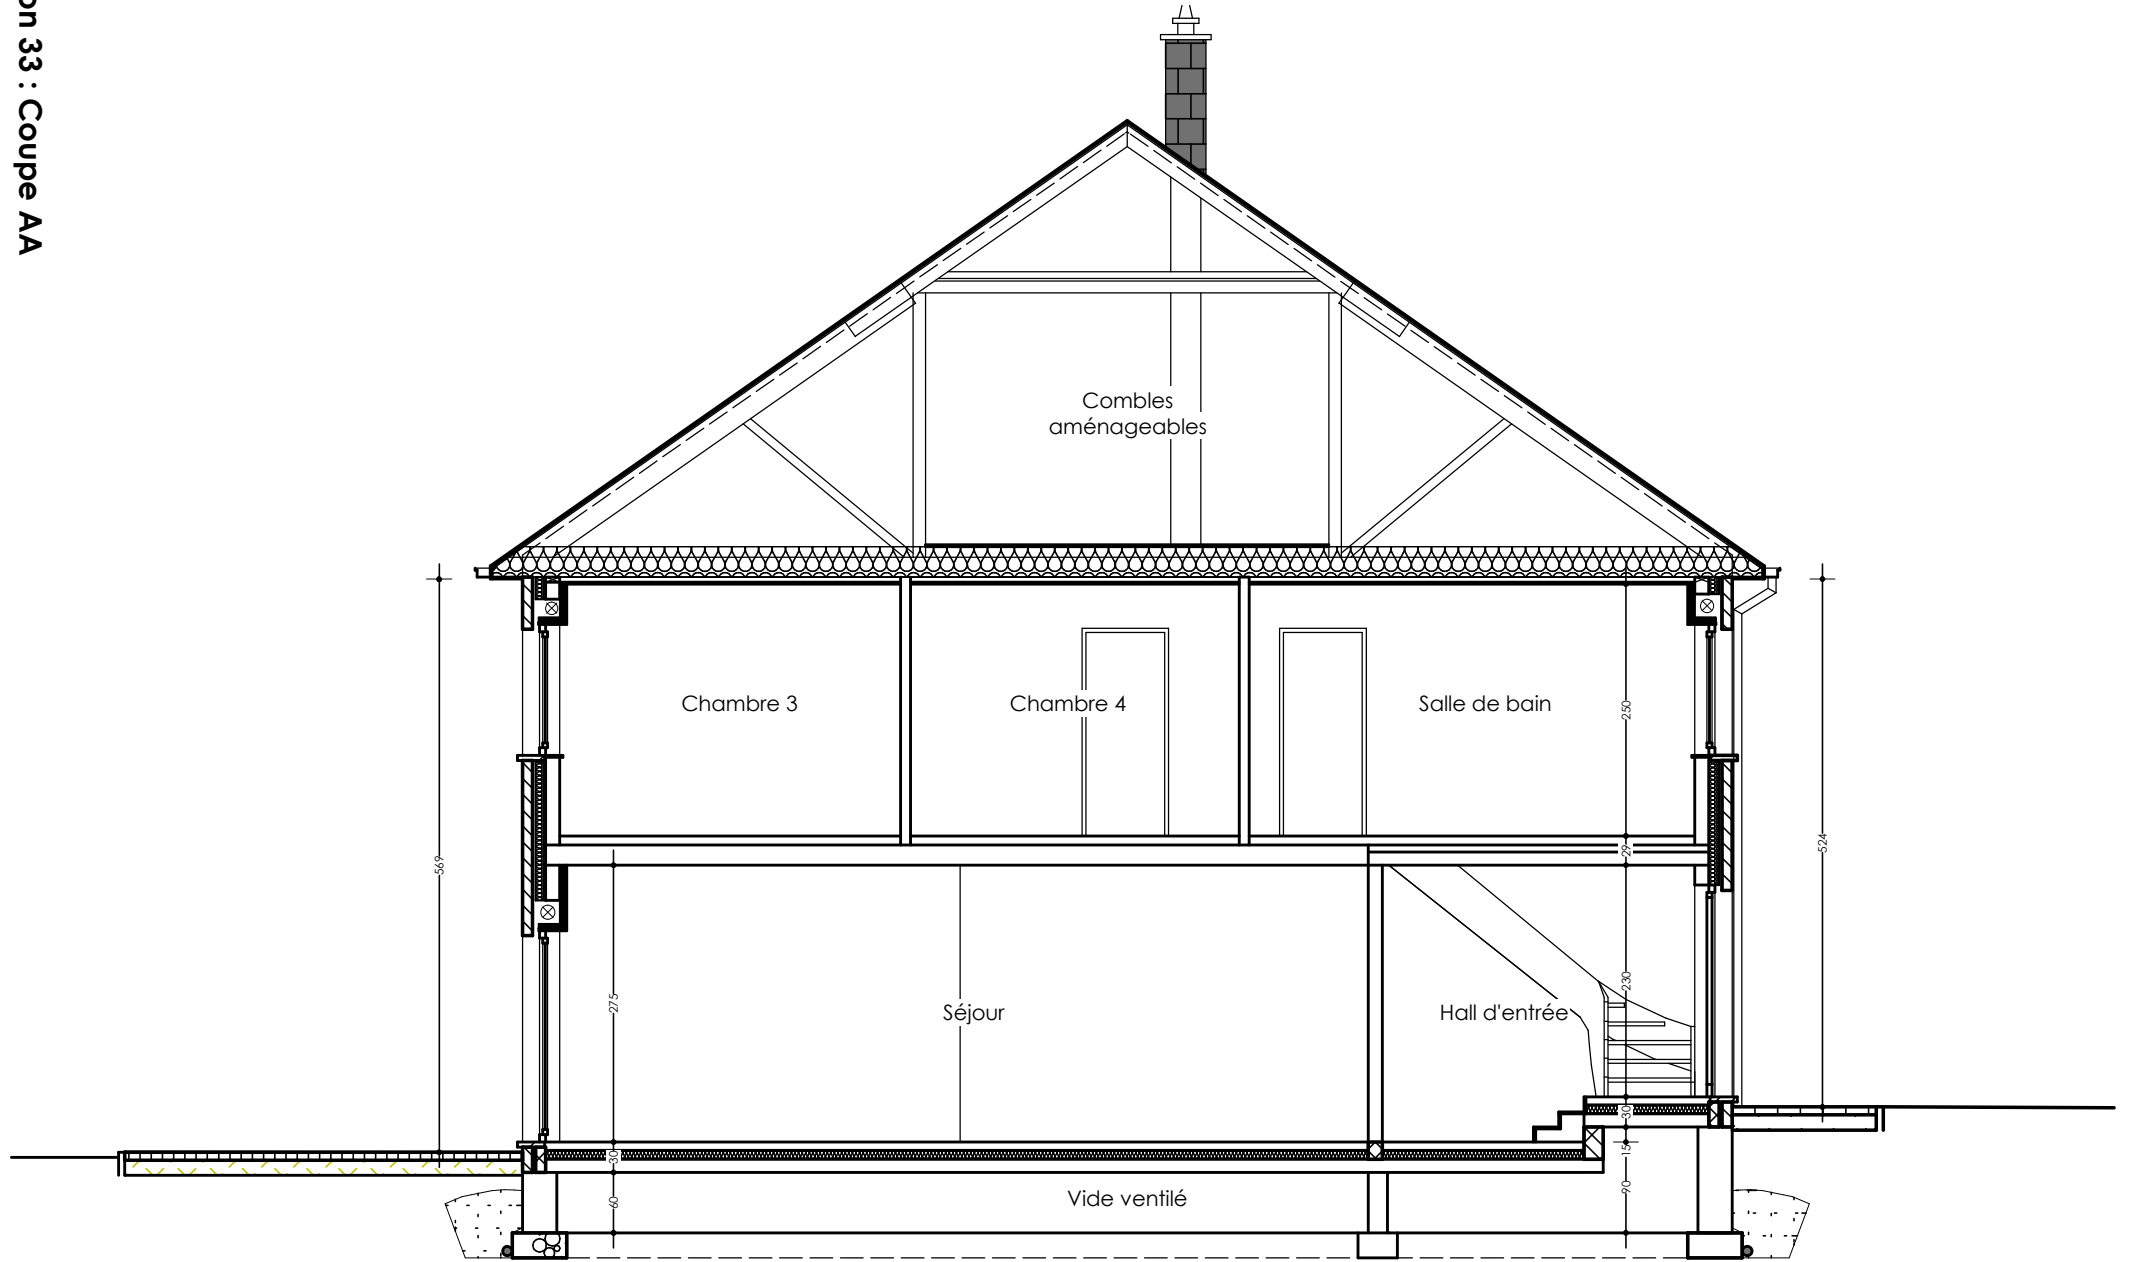 on 33 : Coupe AA
Combles
aménageables
Chambre 3
Chambre 4
Salle de bain
250
569
29
524
275
Séjour
Hall d'entrée
230
30
30
15
60
Vide ventilé
90